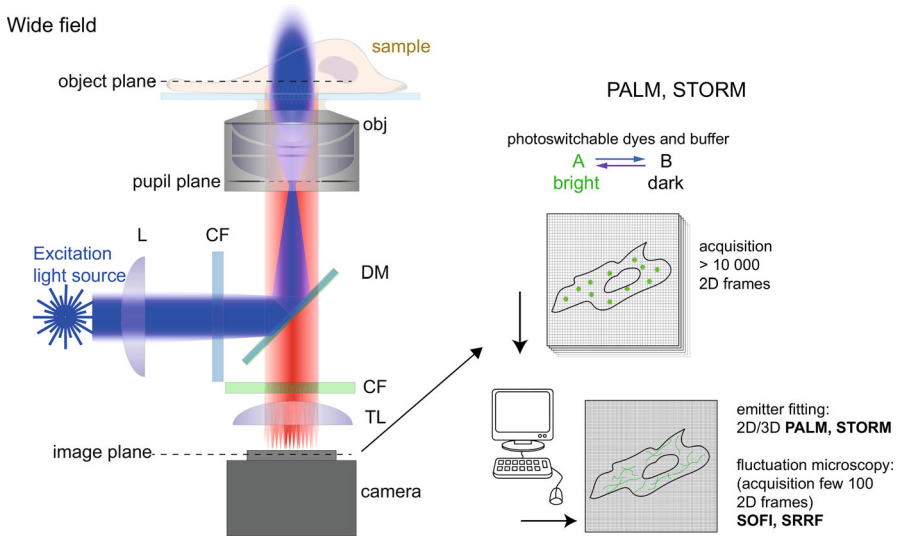 Wide field
sample
object plane
obj
pupil plane
L
CF
Excitation
light source
DM
CF
TL
image plane
camera
PALM, STORM
photoswitchable dyes and buffer
A B
bright dark
acquisition
> 10 000
2D frames
emitter fitting:
2D/3D PALM, STORM
fluctuation microscopy:
(acquisition few 100
2D frames)
SOFI, SRRF